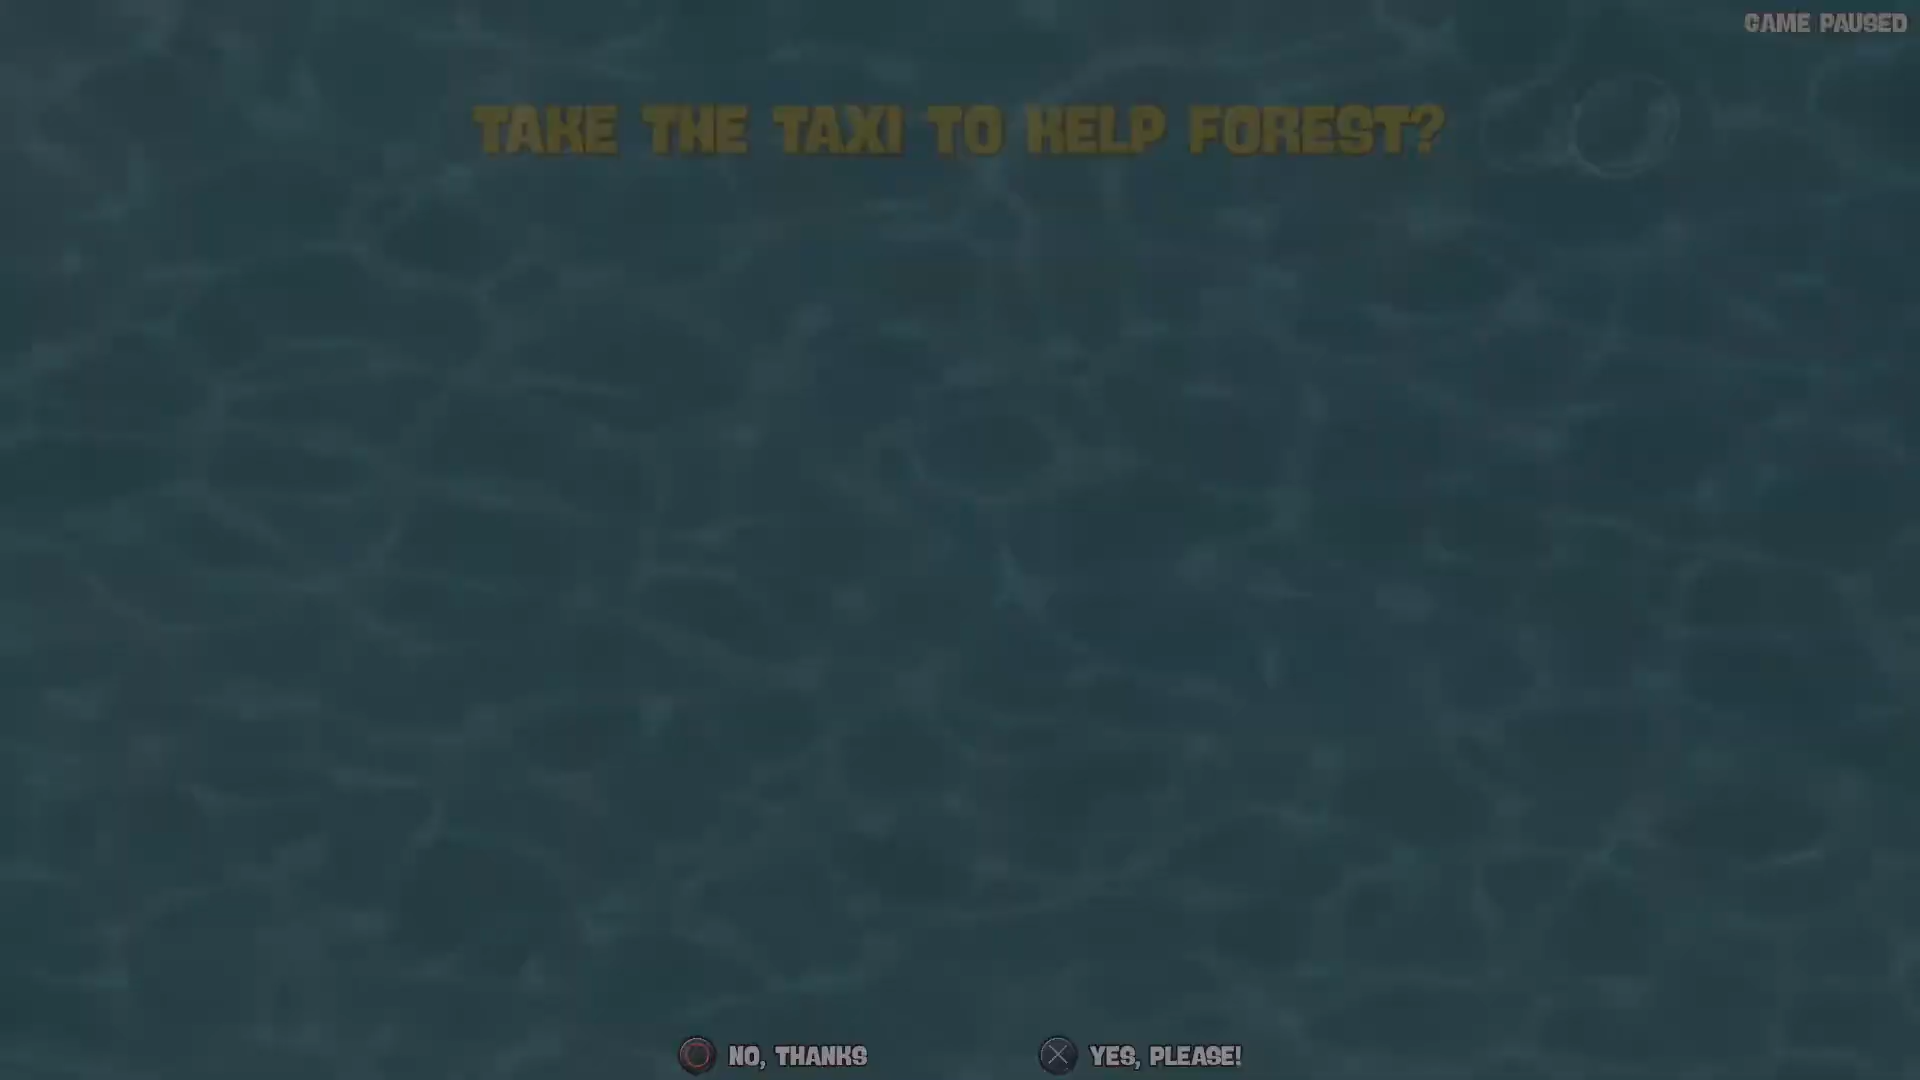 GAME PAUSED
TAKE THE TAXI TO KELP FOREST?
NO, THANKS
YES, PLEASE!